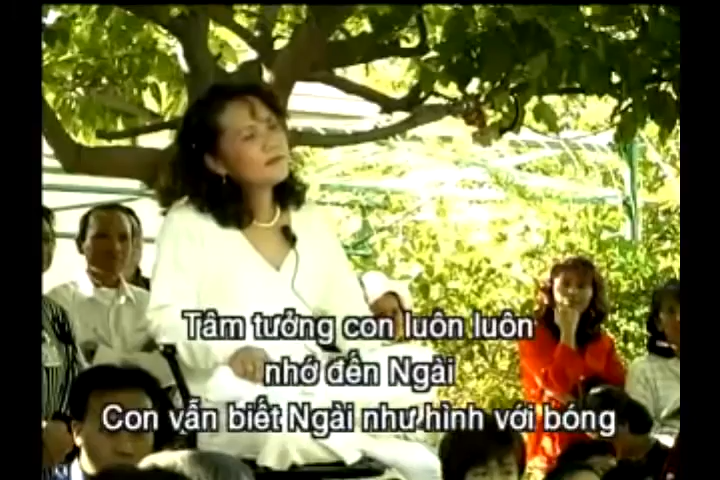 Tâm tưởng con luôn luôn
nhớ đến Ngài
Con vẫn biết Ngài như hình với bóng